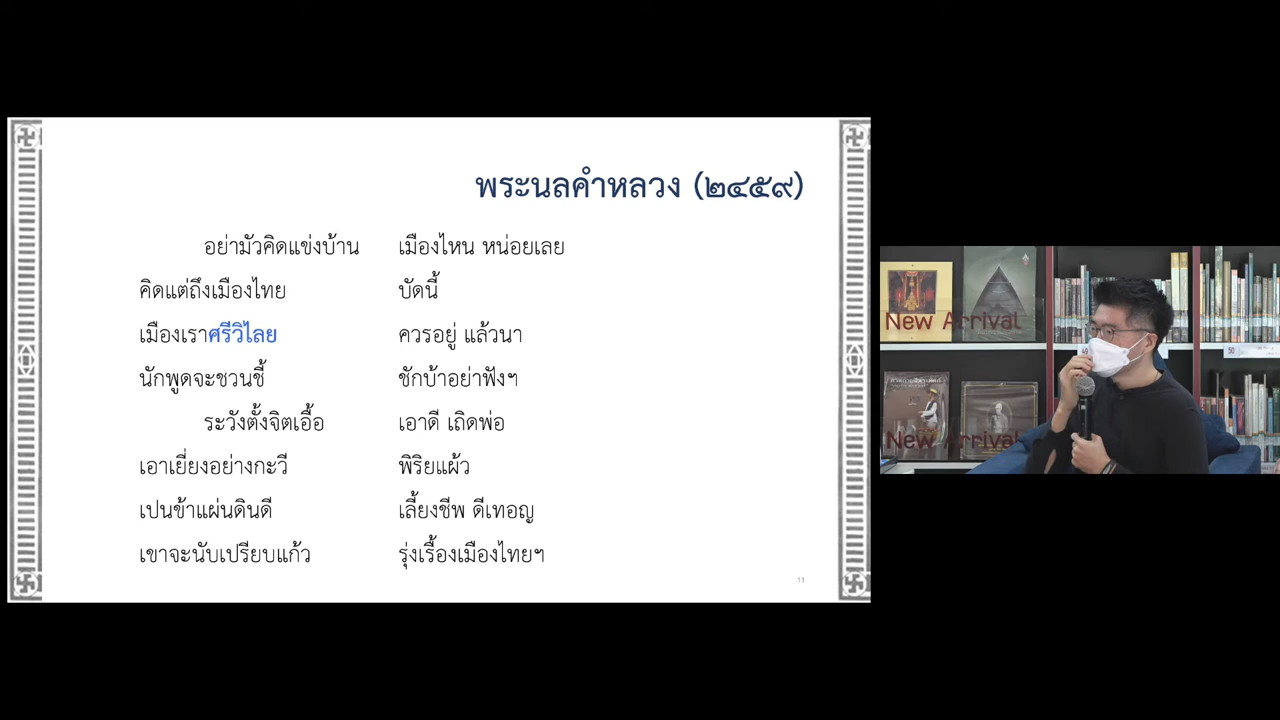 พระนลคำหลวง (๒๔๕๙)
อย่ามัวคิดแข่งบ้าน เมืองไหน หน่อยเลย
คิดแต่ถึงเมืองไทย บัดนี้
เมืองเราศรีวิไลย ควรอยู่ แล้วนา
นักพูดจะชวนชี้ ชักบ้าอย่าฟังฯ
ระวังตั้งจิตเอื้อ เอาดี เถิดพ่อ
เอาเยี่ยงอย่างกะวี พิริยแผ้ว
เปนข้าแผ่นดินดี เลี้ยงชีพ ดีเทอญ
เขาจะนับเปรียบแก้ว รุ่งเรื้องเมืองไทยฯ
11
New Arrival
New Arrival